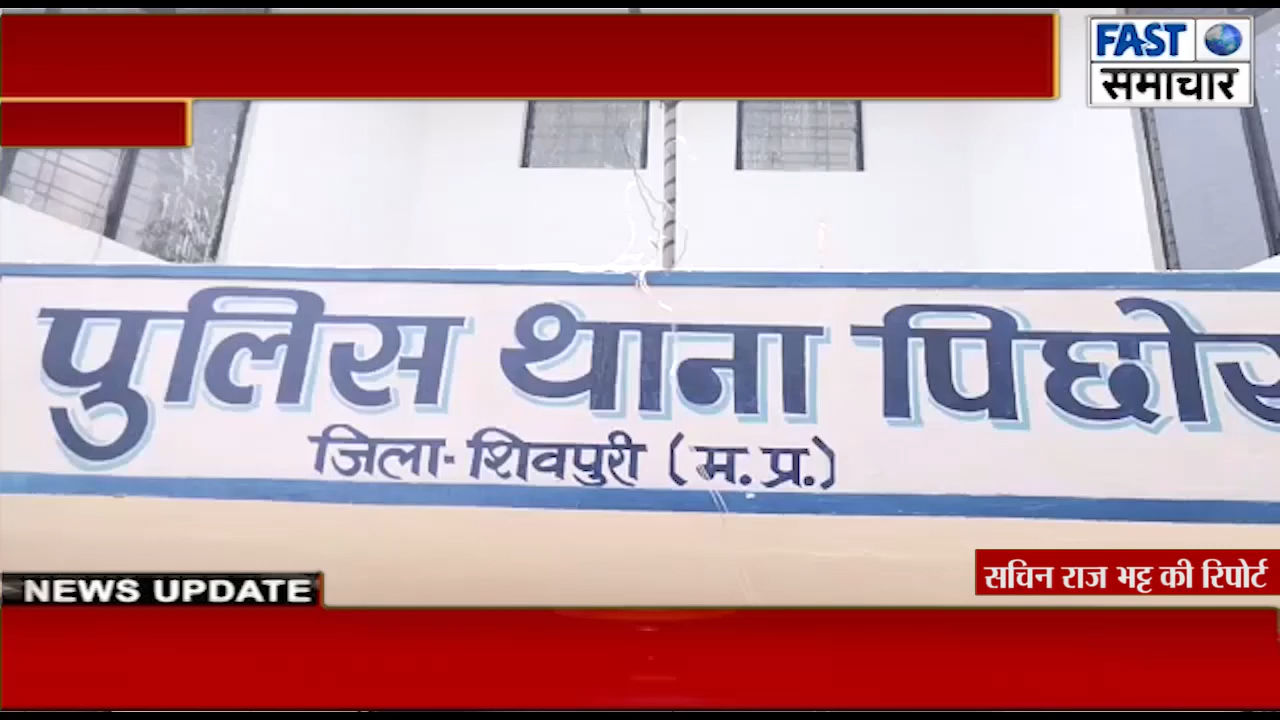 FAST
समाचार
पुलिस थाना पिछोर
जिला- शिवपुरी (म.प्र.)
सचिन राज भट्ट की रिपोर्ट
NEWS UPDATE